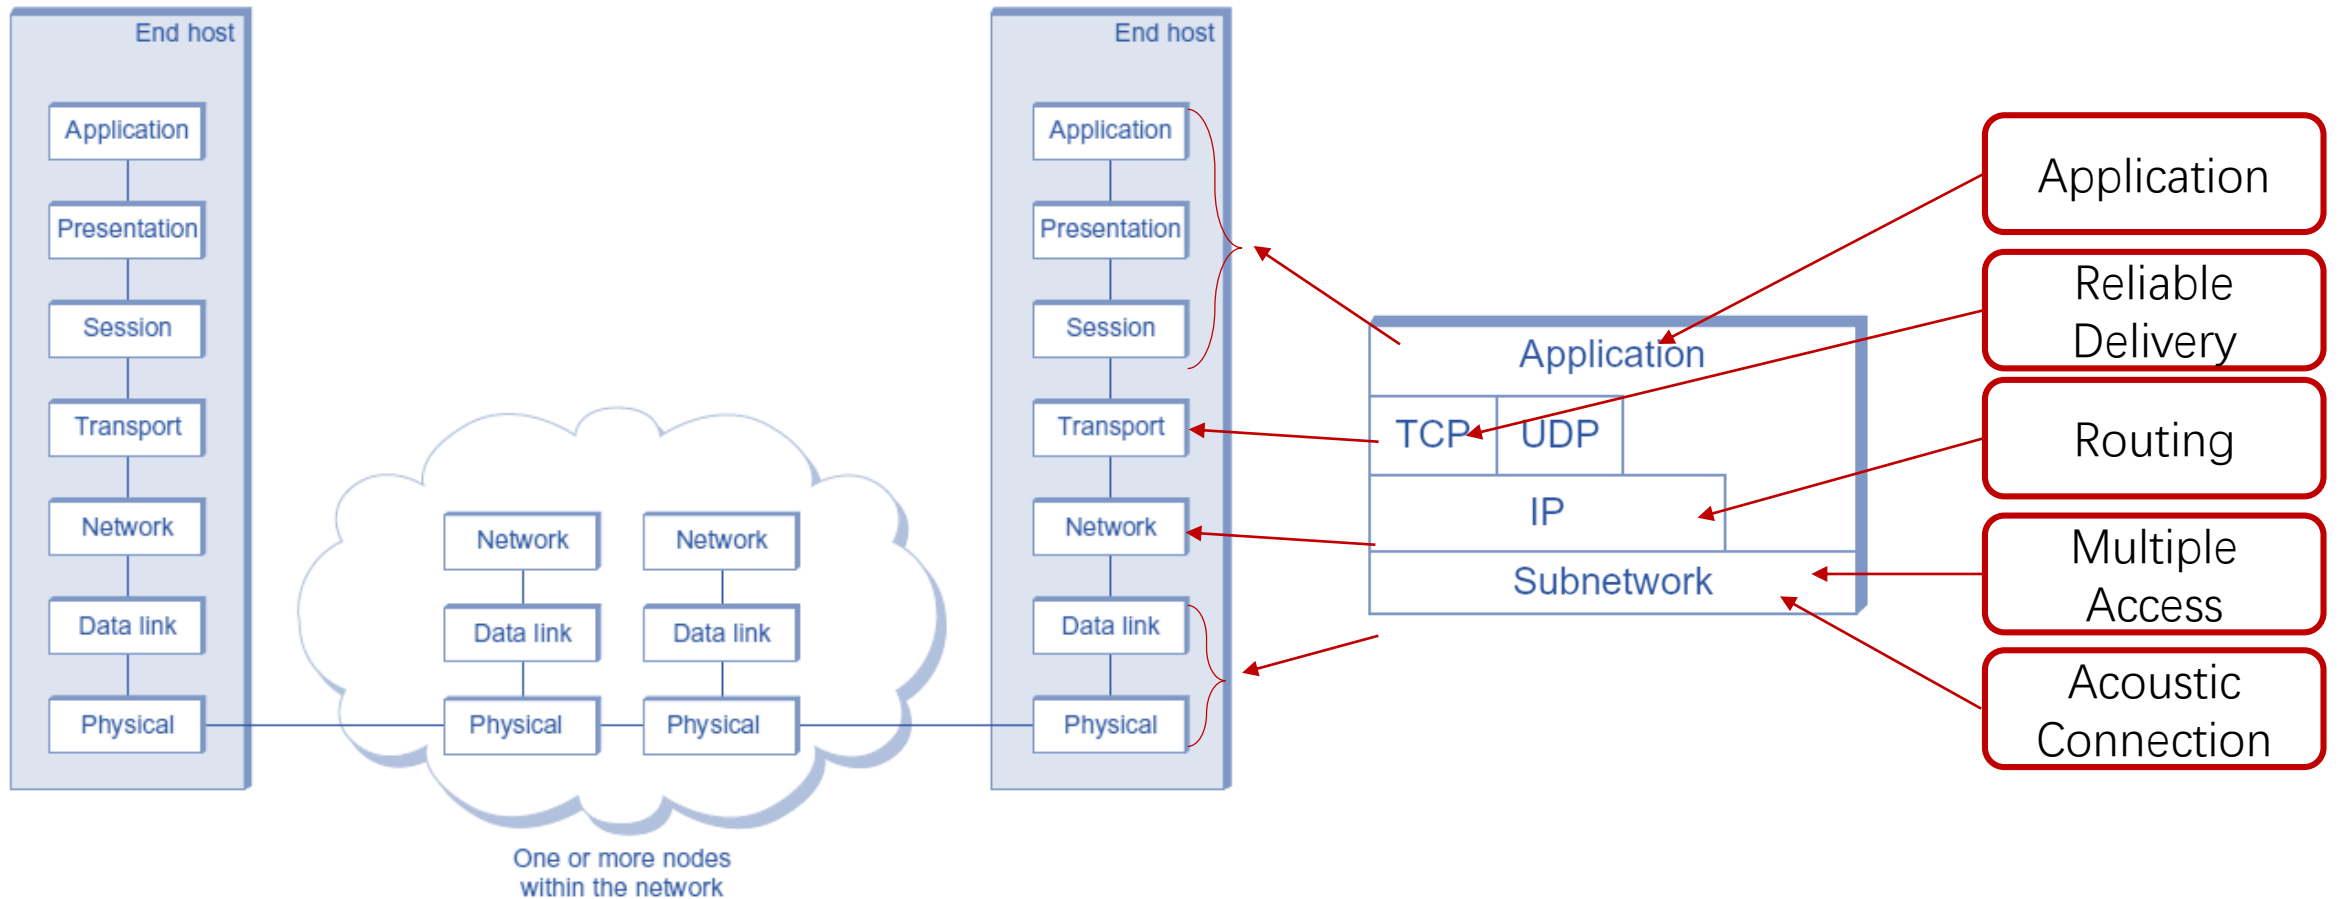 End host
Application
Presentation
Session
Transport
Network
Data link
Physical
Network
Data link
Physical
Network
Data link
Physical
One or more nodes
within the network
End host
Application
Presentation
Session
Transport
Network
Data link
Physical
Application
TCP
UDP
IP
Subnetwork
Application
Reliable
Delivery
Routing
Multiple
Access
Acoustic
Connection